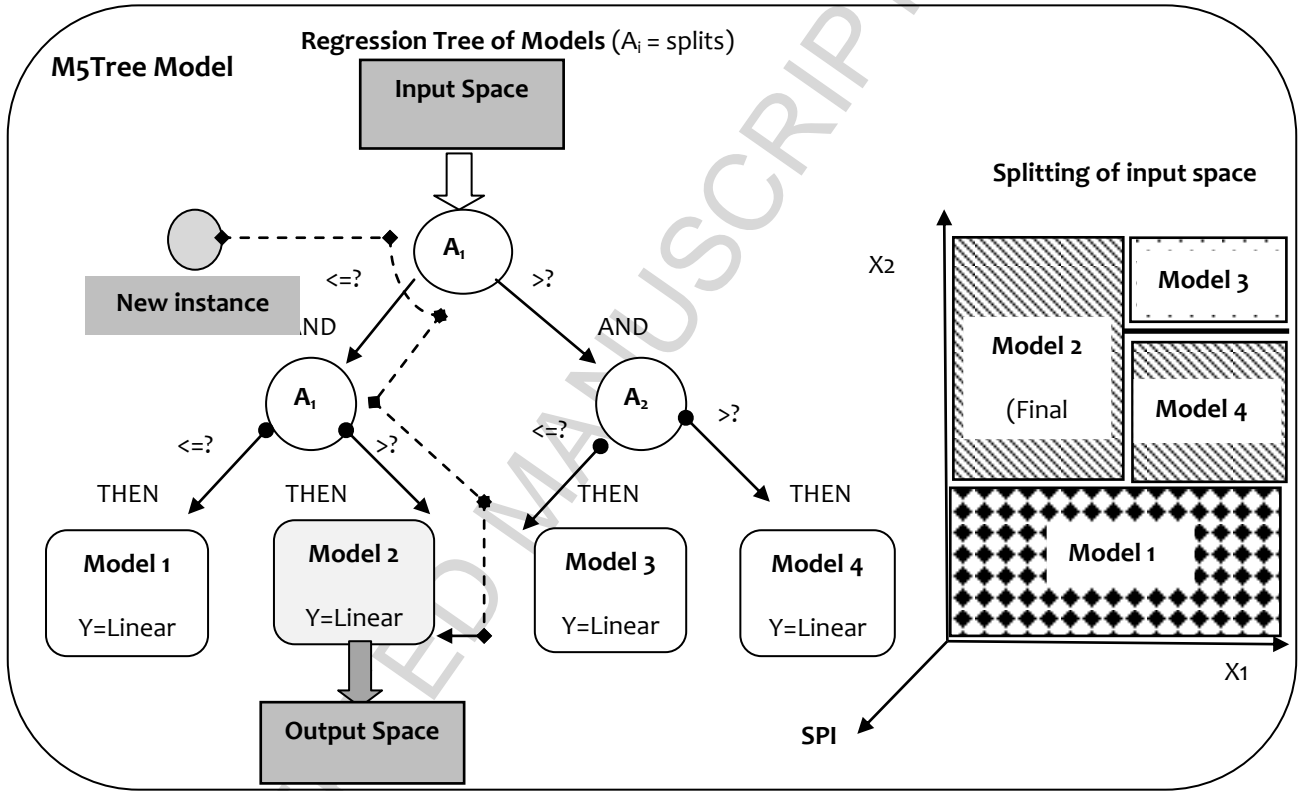 Regression Tree of Models (Aᵢ = splits)
M5Tree Model
Input Space
Splitting of input space
A₁
New instance
<=?
>?
AND
AND
X2
Model 3
Model 2
(Final
Model 4
A₁
A₂
<=?
>?
<=?
>?
THEN
THEN
THEN
THEN
Model 1
Y=Linear
Model 2
Y=Linear
Model 3
Y=Linear
Model 4
Y=Linear
Model 1
X1
SPI
Output Space
ED MANUSCRIP